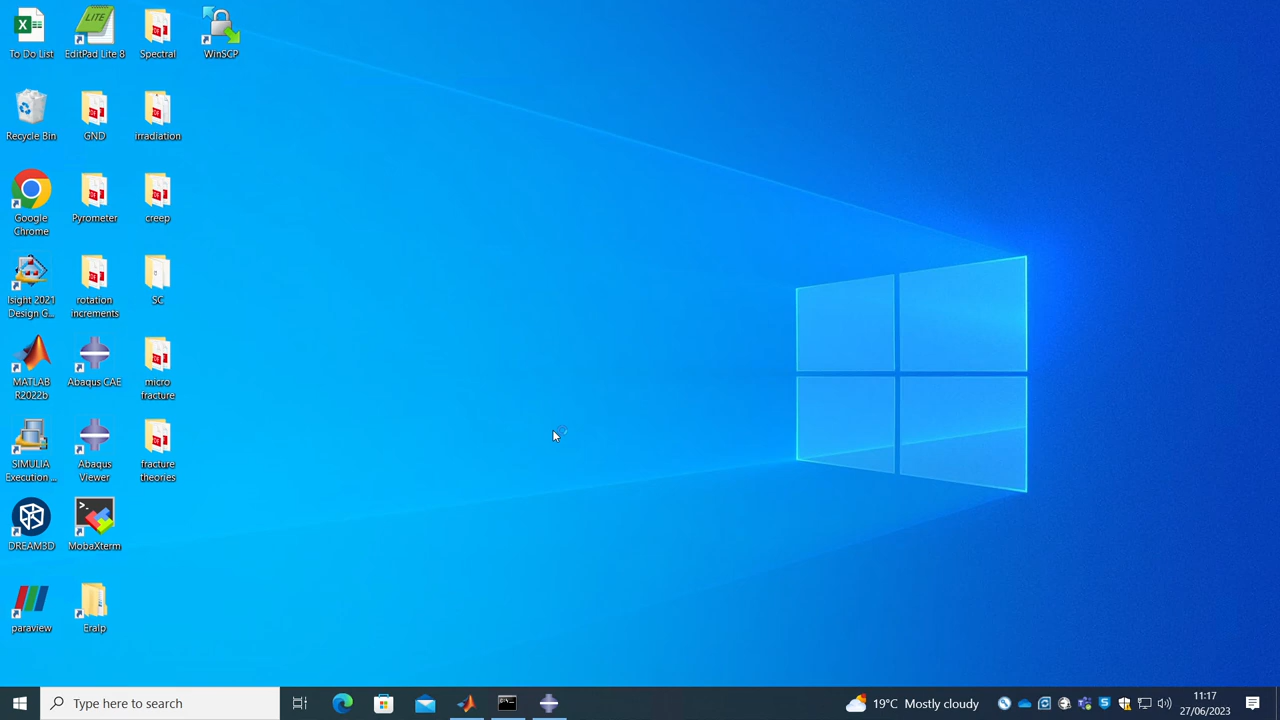 To Do List
EditPad Lite 8
Spectral
WinSCP
Recycle Bin
GND
irradiation
Google
Chrome
Pyrometer
creep
Isight 2021
Design G...
rotation
increments
SC
MATLAB
R2022b
Abaqus CAE
micro
fracture
SIMULIA
Execution ...
Abaqus
Viewer
fracture
theories
DREAM3D
MobaXterm
paraview
Eralp
Type here to search
19°C Mostly cloudy
11:17
27/06/2023